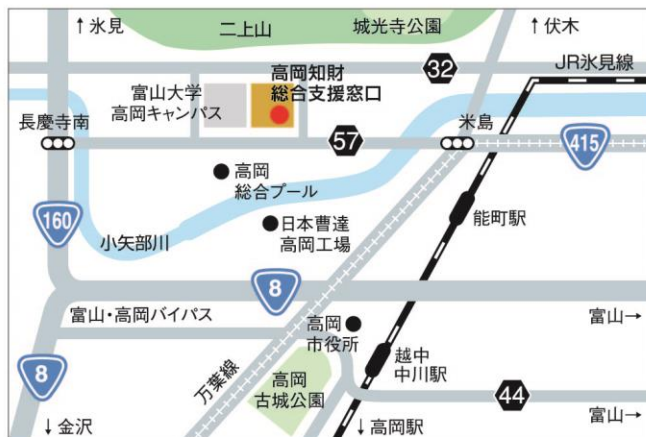 ↑氷見
二上山
城光寺公園
↑伏木
JR氷見線
32
富山大学
高岡キャンパス
高岡知財
総合支援窓口
長慶寺南
57
米島
415
高岡
総合プール
160
小矢部川
日本曹達
高岡工場
能町駅
8
富山・高岡バイパス
富山→
高岡
市役所
万葉線
越中
中川駅
8
高岡
古城公園
44
↓金沢
↓高岡駅
富山→